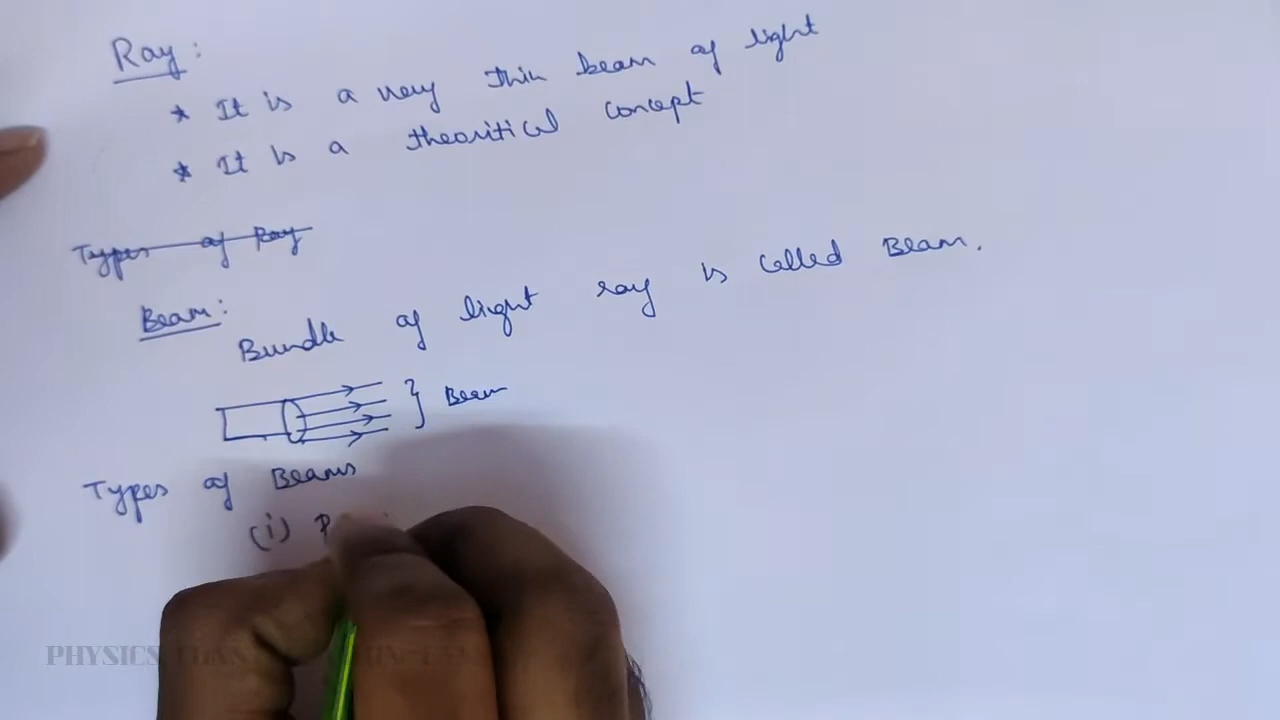 Ray:
* It is a very thin beam of light
* It is a theoritical concept
Types of Ray
Beam:
Bundle of light ray is called Beam.
} Beam
Types of Beams
(i) P
PHYSICS